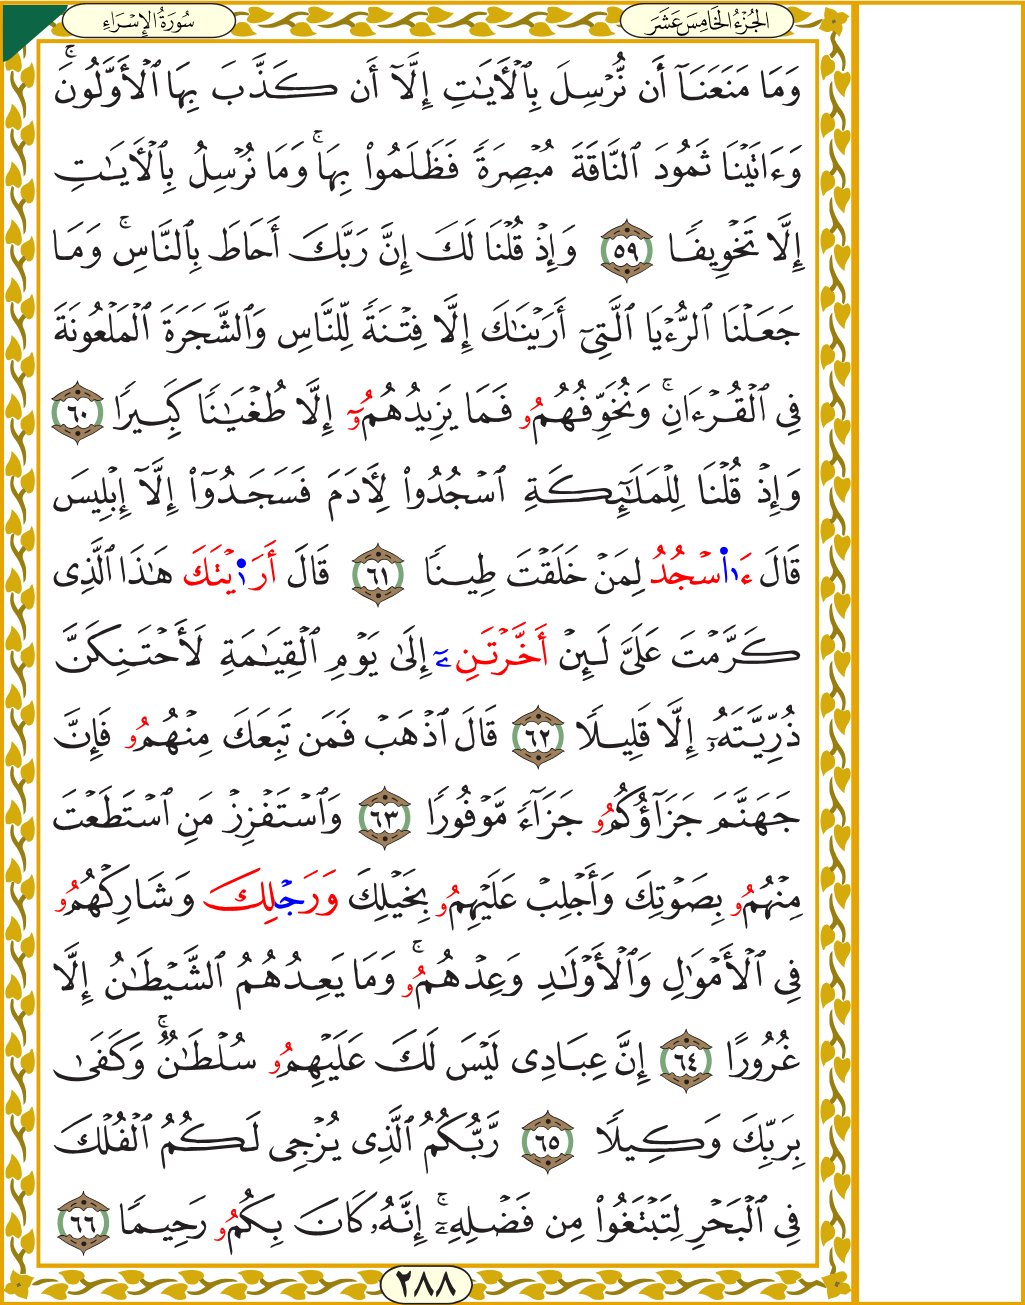 الجُزْءُ الخَامِسَ عَشَرَ
سُورَةُ الإِسْرَاءِ
وَمَا مَنَعَنَآ أَن نُّرْسِلَ بِٱلْأَيَٰتِ إِلَّآ أَن كَذَّبَ بِهَا ٱلْأَوَّلُونَۚ
وَءَاتَيْنَا ثَمُودَ ٱلنَّاقَةَ مُبْصِرَةً فَظَلَمُوا۟ بِهَاۚ وَمَا نُرْسِلُ بِٱلْأَيَٰتِ
إِلَّا تَخْوِيفًا ٥٩ وَإِذْ قُلْنَا لَكَ إِنَّ رَبَّكَ أَحَاطَ بِٱلنَّاسِۚ وَمَا
جَعَلْنَا ٱلرُّءْيَا ٱلَّتِىٓ أَرَيْنَٰكَ إِلَّا فِتْنَةً لِّلنَّاسِ وَٱلشَّجَرَةَ ٱلْمَلْعُونَةَ
فِى ٱلْقُرْءَانِۚ وَنُخَوِّفُهُمُۥ فَمَا يَزِيدُهُمُۥٓ إِلَّا طُغْيَٰنًا كَبِيرًا ٦٠
وَإِذْ قُلْنَا لِلْمَلَٰٓئِكَةِ ٱسْجُدُوا۟ لِأَدَمَ فَسَجَدُوٓا۟ إِلَّآ إِبْلِيسَ
قَالَ ءَا۬سْجُدُ لِمَنْ خَلَقْتَ طِينًا ٦١ قَالَ أَرَا۬يْتَكَ هَٰذَا ٱلَّذِى
كَرَّمْتَ عَلَىَّ لَئِنْ أَخَّرْتَنِۦٓ إِلَىٰ يَوْمِ ٱلْقِيَٰمَةِ لَأَحْتَنِكَنَّ
ذُرِّيَّتَهُۥٓ إِلَّا قَلِيلًا ٦٢ قَالَ ٱذْهَبْ فَمَن تَبِعَكَ مِنْهُمُۥ فَإِنَّ
جَهَنَّمَ جَزَآؤُكُمُۥ جَزَآءً مَّوْفُورًا ٦٣ وَٱسْتَفْزِزْ مَنِ ٱسْتَطَعْتَ
مِنْهُمُۥ بِصَوْتِكَ وَأَجْلِبْ عَلَيْهِمُۥ بِخَيْلِكَ وَرَجْلِكَ وَشَارِكْهُمُۥ
فِى ٱلْأَمْوَٰلِ وَٱلْأَوْلَٰدِ وَعِدْهُمُۥۚ وَمَا يَعِدُهُمُ ٱلشَّيْطَٰنُ إِلَّا
غُرُورًا ٦٤ إِنَّ عِبَادِى لَيْسَ لَكَ عَلَيْهِمُۥ سُلْطَٰنٌۚ وَكَفَىٰ
بِرَبِّكَ وَكِيلًا ٦٥ رَّبُّكُمُ ٱلَّذِى يُزْجِى لَكُمُ ٱلْفُلْكَ
فِى ٱلْبَحْرِ لِتَبْتَغُوا۟ مِن فَضْلِهِۦٓۚ إِنَّهُۥ كَانَ بِكُمُۥ رَحِيمًا ٦٦
٢٨٨